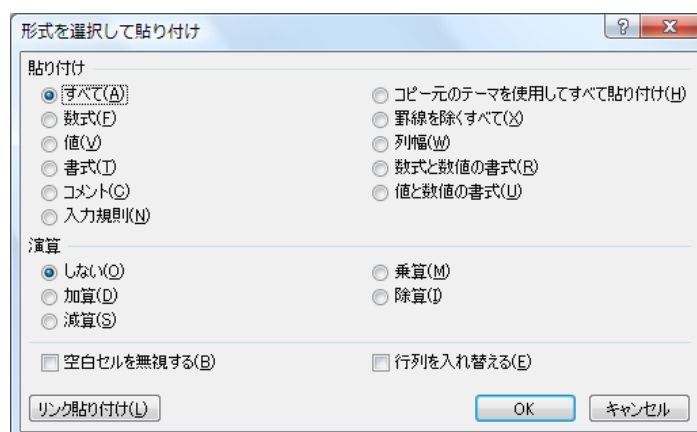 形式を選択して貼り付け
貼り付け
すべて(A)
数式(F)
値(V)
書式(T)
コメント(C)
入力規則(N)
コピー元のテーマを使用してすべて貼り付け(H)
罫線を除くすべて(X)
列幅(W)
数式と数値の書式(R)
値と数値の書式(U)
演算
しない(O)
加算(D)
減算(S)
乗算(M)
除算(I)
空白セルを無視する(B)
行列を入れ替える(E)
リンク貼り付け(L)
OK
キャンセル